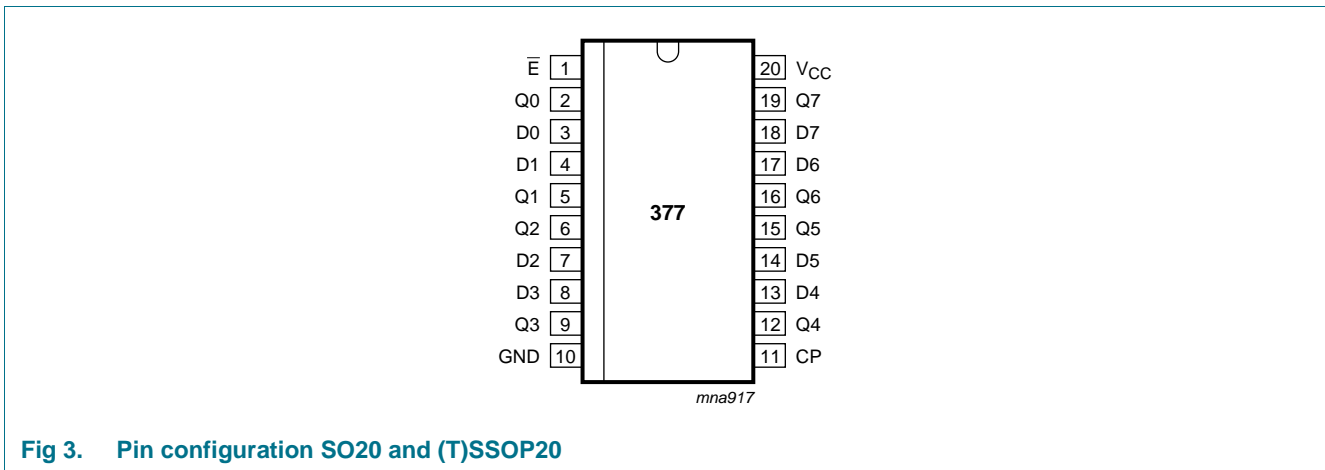 E̅ 1 20 VCC
Q0 2 19 Q7
D0 3 18 D7
D1 4 17 D6
Q1 5 16 Q6
377
Q2 6 15 Q5
D2 7 14 D5
D3 8 13 D4
Q3 9 12 Q4
GND 10 11 CP
mna917
Fig 3. Pin configuration SO20 and (T)SSOP20